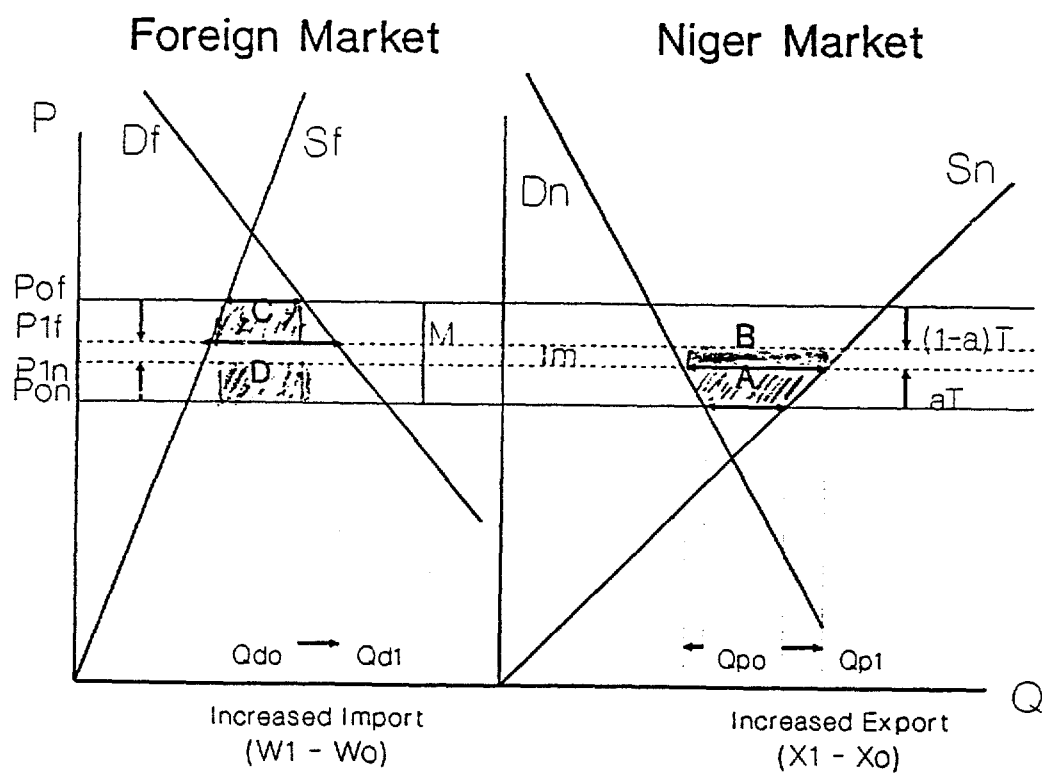 Foreign Market
Niger Market
P
Df
Sf
Dn
Sn
Pof
C
P1f
M
B
(1-a)T
Im
P1n
D
A
Pon
aT
Qdo
Qd1
Qpo
Qp1
Q
Increased Import
(W1 - Wo)
Increased Export
(X1 - Xo)